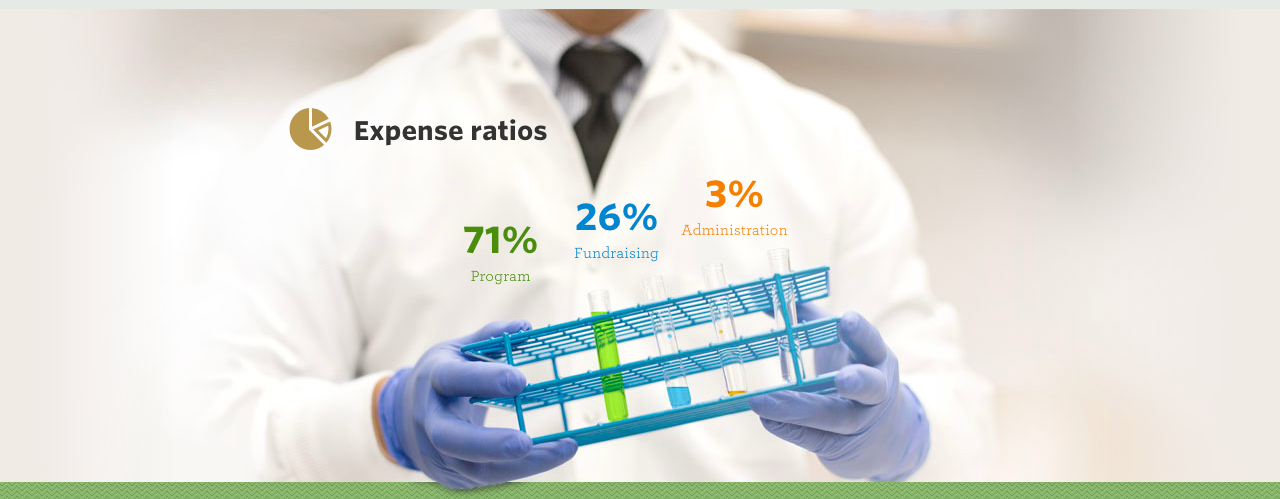 Expense ratios
71%
Program
26%
Fundraising
3%
Administration